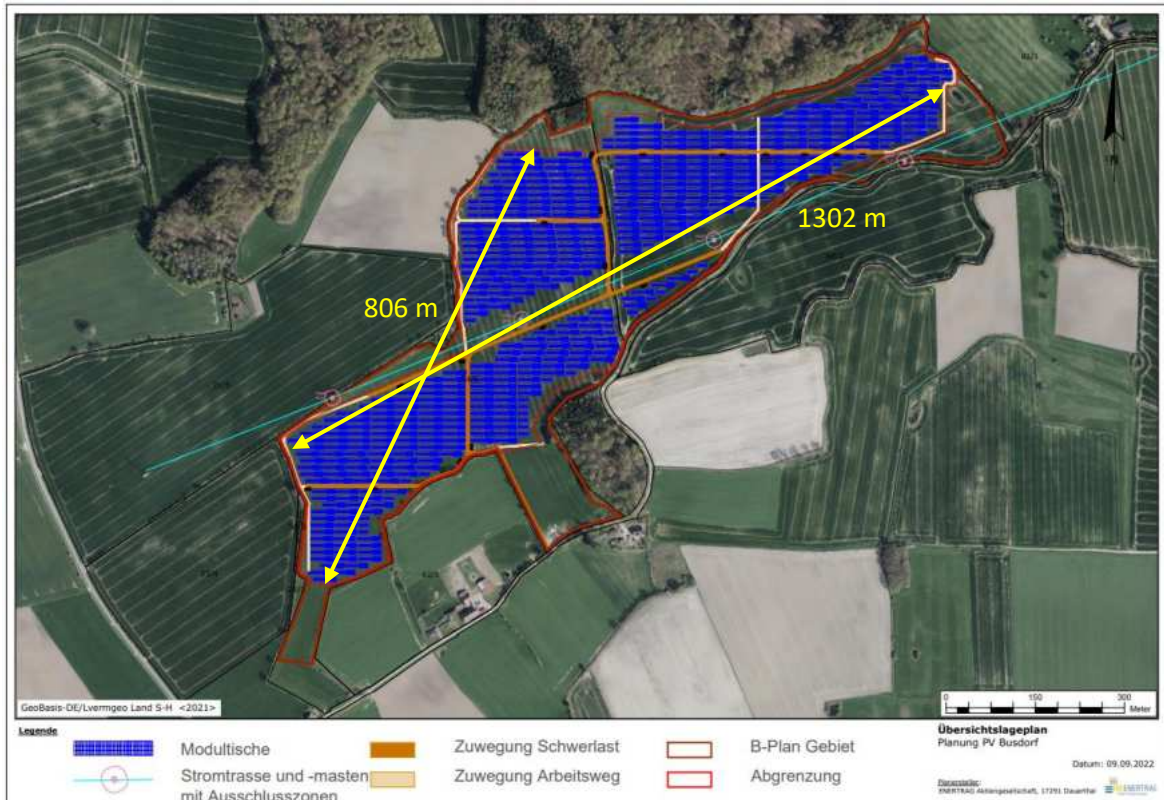 1302 m
806 m
GeoBasis-DE/Lvermgeo Land S-H <2021>
0 150 300
Meter
Legende
Modultische
Stromtrasse und -masten
mit Ausschlusszonen
Zuwegung Schwerlast
Zuwegung Arbeitsweg
B-Plan Gebiet
Abgrenzung
Übersichtslageplan
Planung PV Busdorf
Datum: 09.09.2022
Planersteller:
ENERTRAG Aktiengesellschaft, 17291 Dauerthal
ENERTRAG